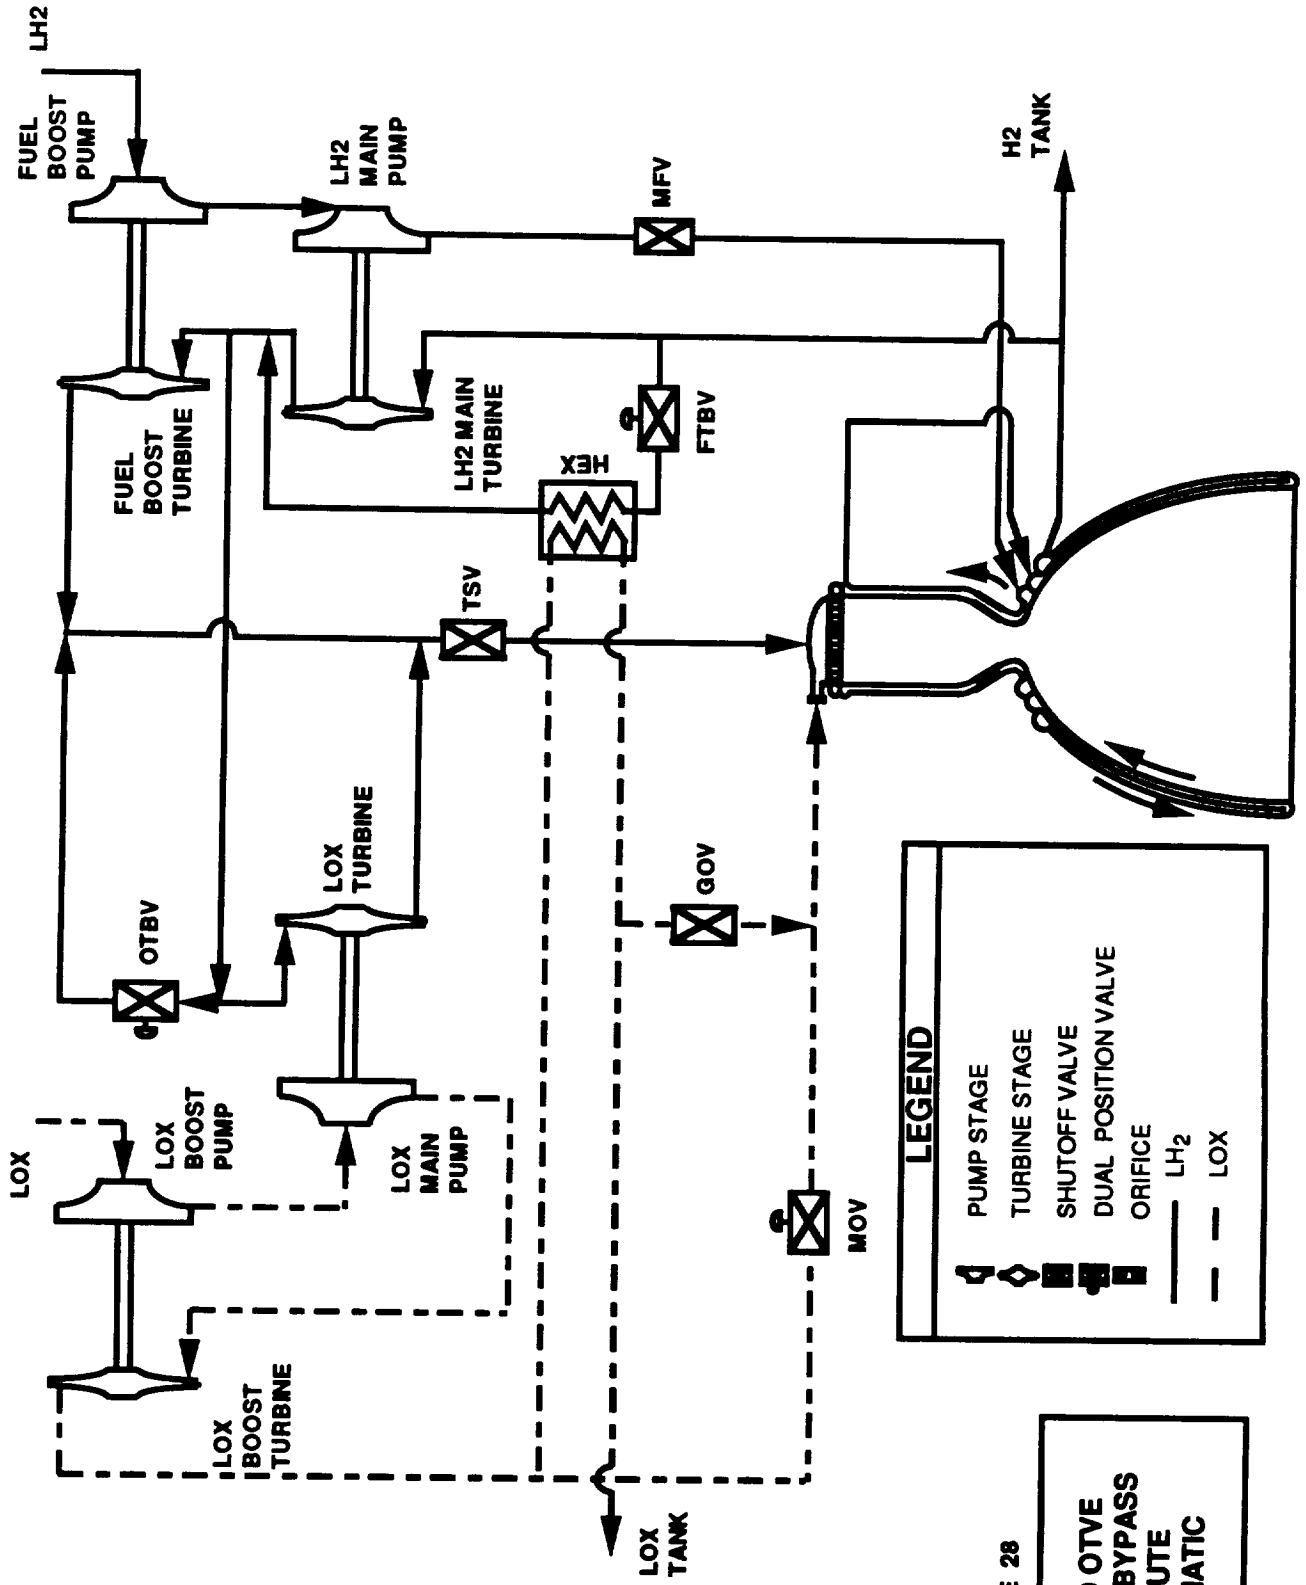 LOX
LOX
BOOST
PUMP
LOX
BOOST
TURBINE
LOX
MAIN
PUMP
LOX
TURBINE
OTBV
FUEL
BOOST
TURBINE
FUEL
BOOST
PUMP
LH2
LH2
MAIN
PUMP
LH2 MAIN
TURBINE
TSV
HEX
FTBV
MFV
GOV
MOV
LOX
TANK
H2
TANK
LEGEND
PUMP STAGE
TURBINE STAGE
SHUTOFF VALVE
DUAL POSITION VALVE
ORIFICE
LH2
LOX
28
OTVE
BYPASS